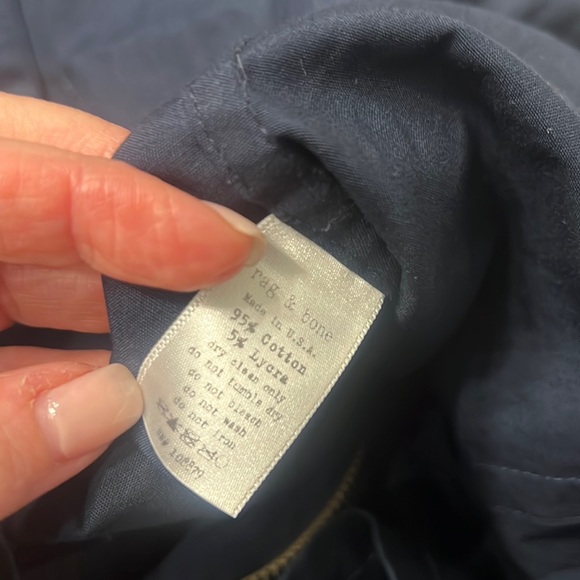 rag & bone
Made in U.S.A.
95% Cotton
5% Lycra
dry clean only
do not tumble dry
do not bleach
do not wash
do not iron